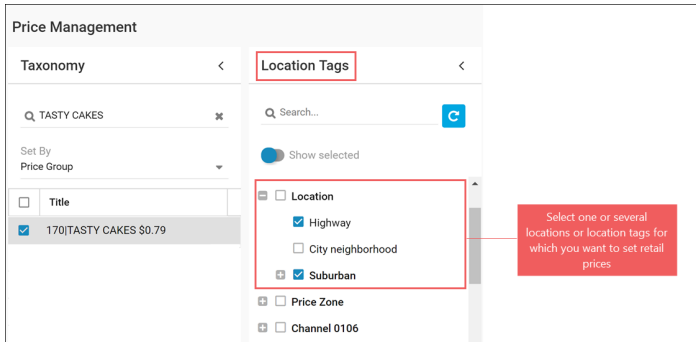 Price Management
Taxonomy
TASTY CAKES
Set By
Price Group
Title
170|TASTY CAKES $0.79
Location Tags
Search...
Show selected
Location
Highway
City neighborhood
Suburban
Price Zone
Channel 0106
Select one or several
locations or location tags for
which you want to set retail
prices